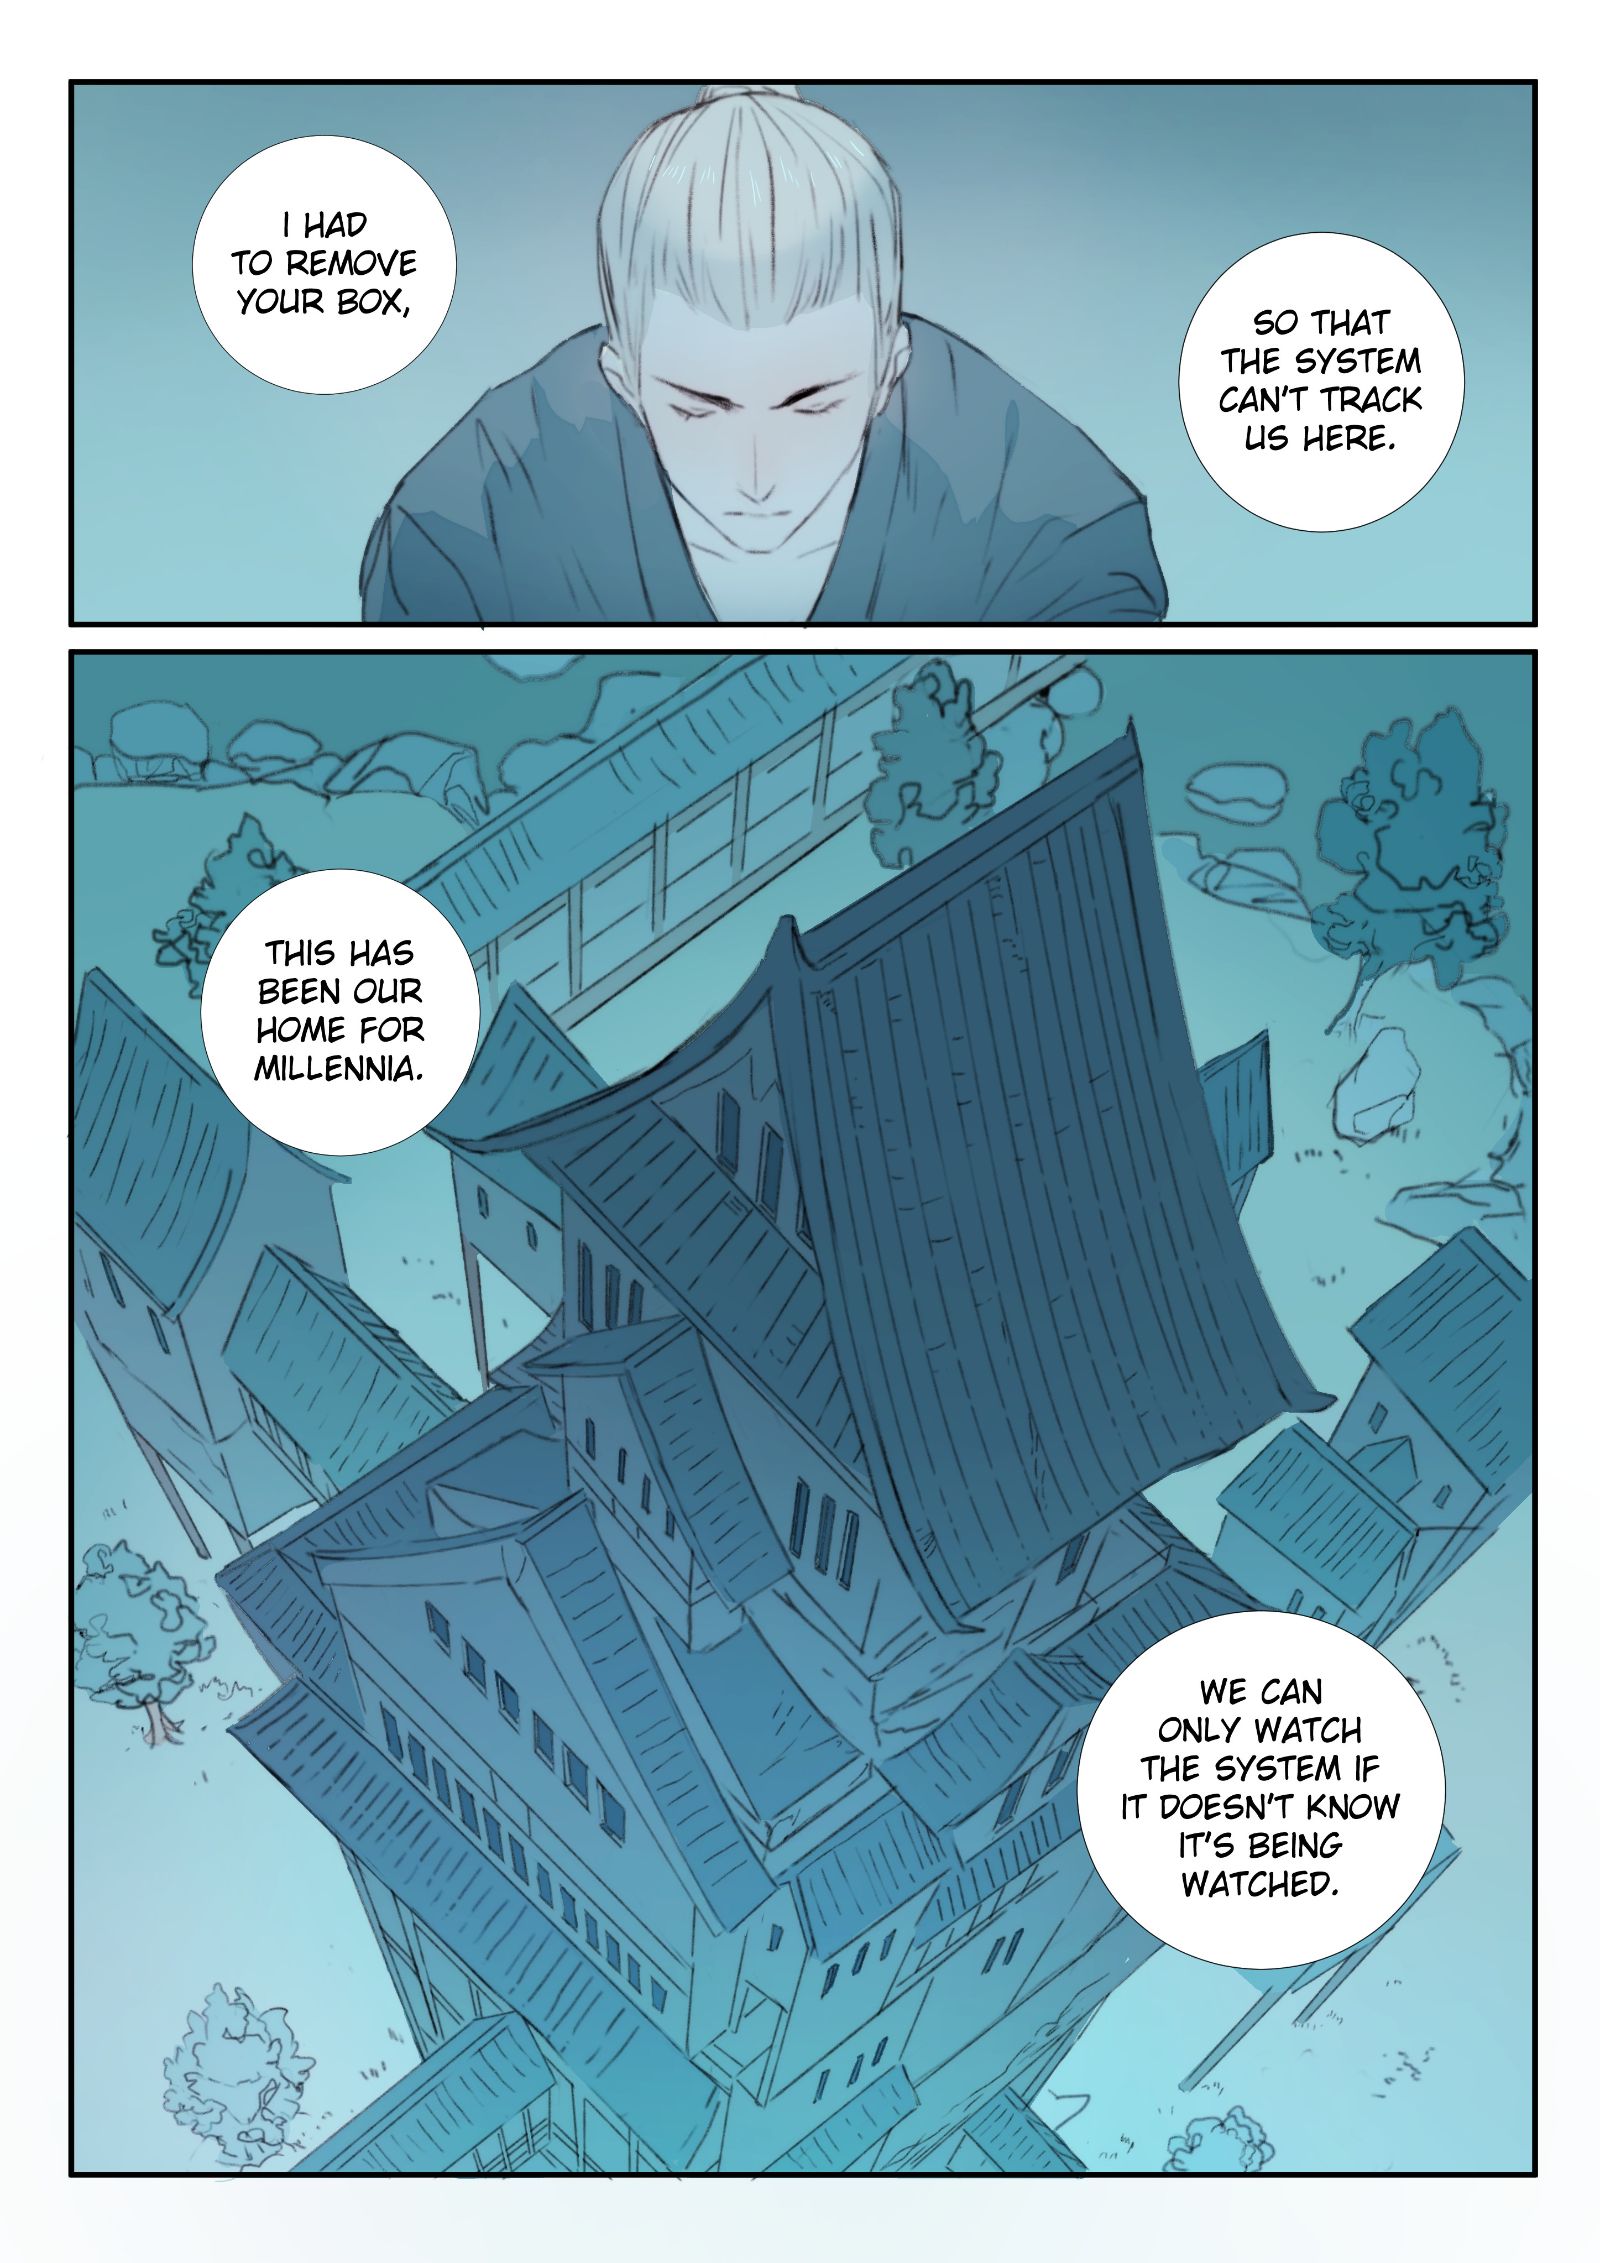 I HAD
TO REMOVE
YOUR BOX,
SO THAT
THE SYSTEM
CAN'T TRACK
US HERE.
THIS HAS
BEEN OUR
HOME FOR
MILLENNIA.
WE CAN
ONLY WATCH
THE SYSTEM IF
IT DOESN'T KNOW
IT'S BEING
WATCHED.